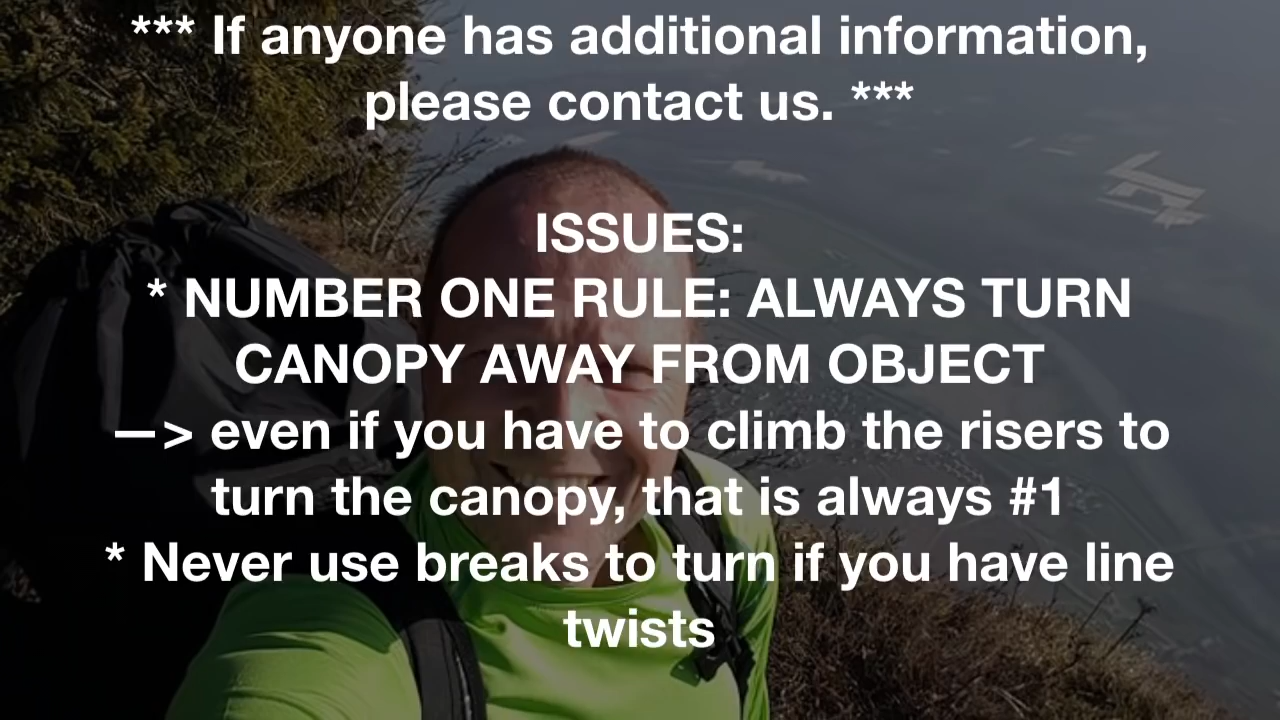 *** If anyone has additional information,
please contact us. ***
ISSUES:
* NUMBER ONE RULE: ALWAYS TURN
CANOPY AWAY FROM OBJECT
—> even if you have to climb the risers to
turn the canopy, that is always #1
* Never use breaks to turn if you have line
twists